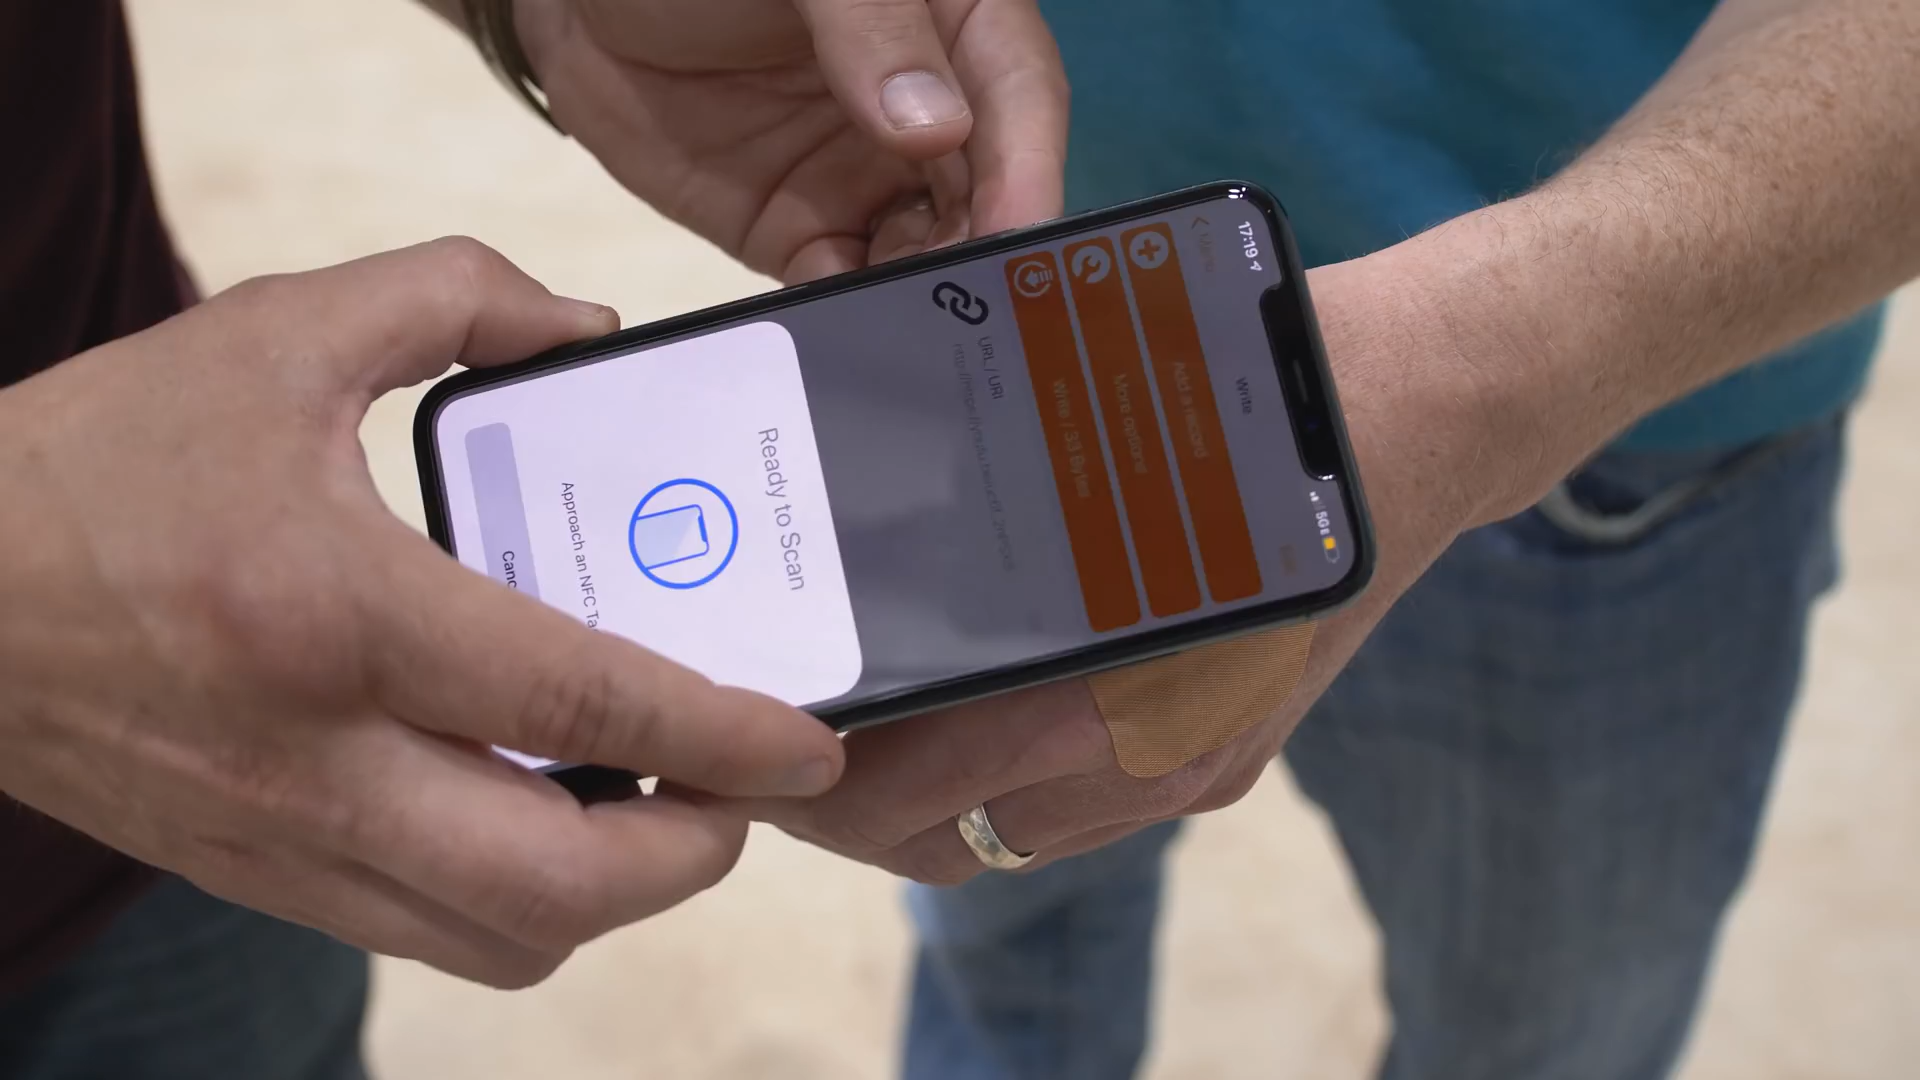 17:19
5G
Menu
Write
Add a record
More options
Write / 33 Bytes
URL / URI
Ready to Scan
Approach an NFC Ta
Canc